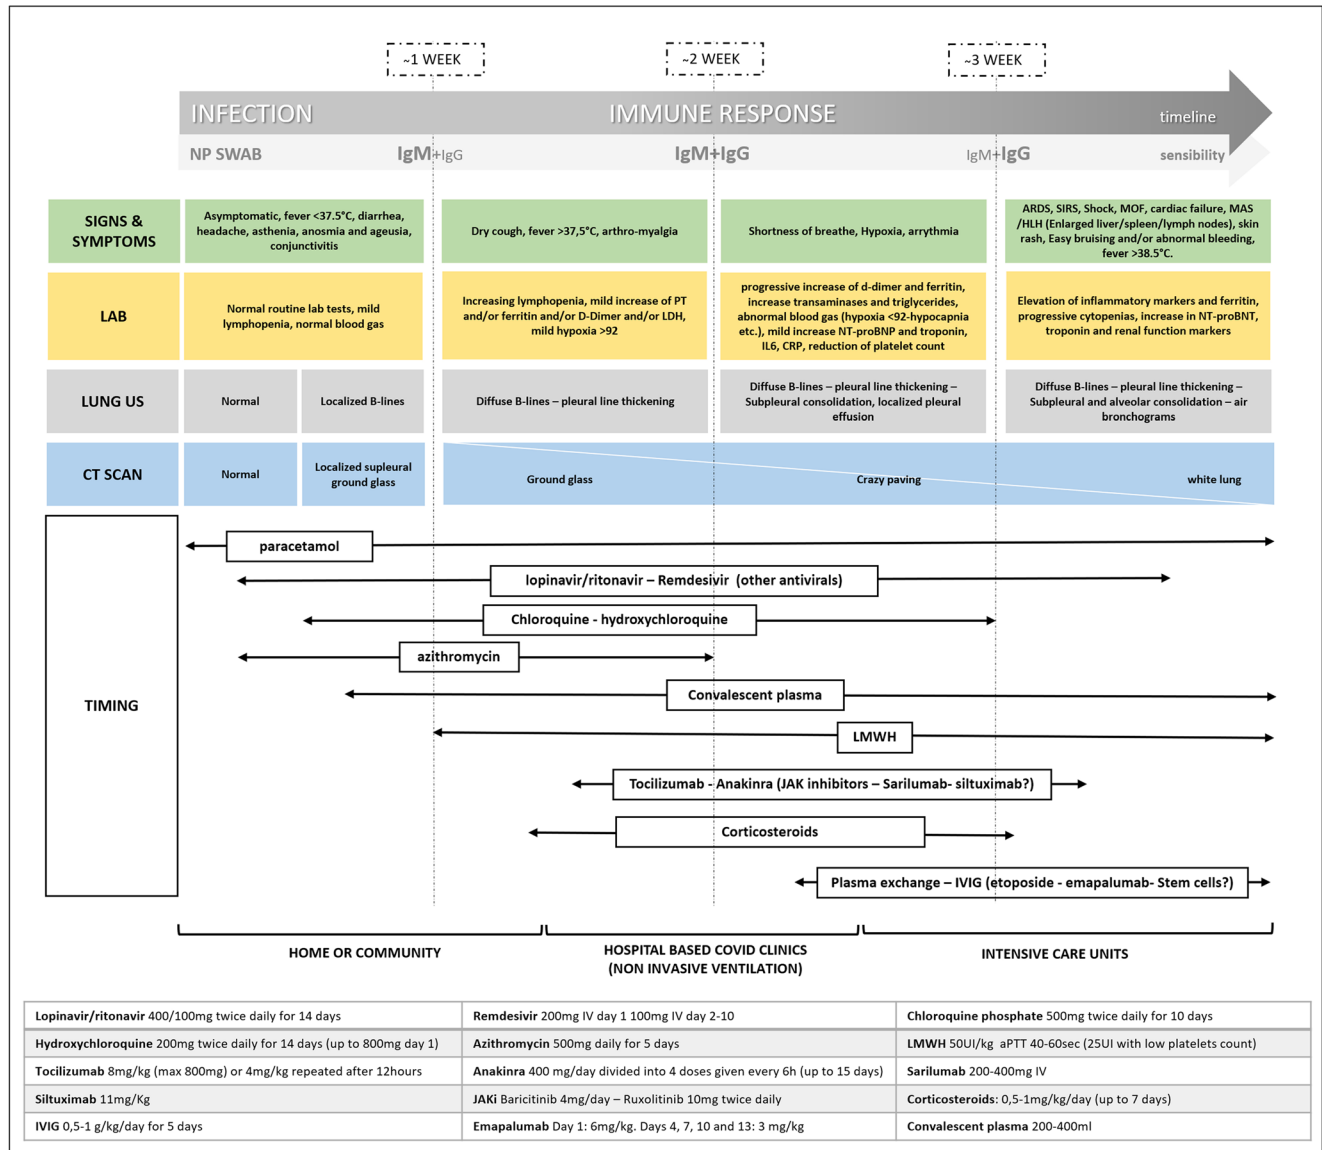 ~1 WEEK
~2 WEEK
~3 WEEK
INFECTION
IMMUNE RESPONSE
timeline
NP SWAB
IgM+IgG
IgM+IgG
IgM+IgG
sensibility
SIGNS &
SYMPTOMS
Asymptomatic, fever <37.5°C, diarrhea,
headache, asthenia, anosmia and ageusia,
conjunctivitis
Dry cough, fever >37,5°C, arthro-myalgia
Shortness of breathe, Hypoxia, arrythmia
ARDS, SIRS, Shock, MOF, cardiac failure, MAS
/HLH (Enlarged liver/spleen/lymph nodes), skin
rash, Easy bruising and/or abnormal bleeding,
fever >38.5°C.
LAB
Normal routine lab tests, mild
lymphopenia, normal blood gas
Increasing lymphopenia, mild increase of PT
and/or ferritin and/or D-Dimer and/or LDH,
mild hypoxia >92
progressive increase of d-dimer and ferritin,
increase transaminases and triglycerides,
abnormal blood gas (hypoxia <92-hypocapnia
etc.), mild increase NT-proBNP and troponin,
IL6, CRP, reduction of platelet count
Elevation of inflammatory markers and ferritin,
progressive cytopenias, increase in NT-proBNT,
troponin and renal function markers
LUNG US
Normal
Localized B-lines
Diffuse B-lines – pleural line thickening
Diffuse B-lines – pleural line thickening –
Subpleural consolidation, localized pleural
effusion
Diffuse B-lines – pleural line thickening –
Subpleural and alveolar consolidation – air
bronchograms
CT SCAN
Normal
Localized supleural
ground glass
Ground glass
Crazy paving
white lung
TIMING
paracetamol
lopinavir/ritonavir – Remdesivir (other antivirals)
Chloroquine - hydroxychloroquine
azithromycin
Convalescent plasma
LMWH
Tocilizumab - Anakinra (JAK inhibitors – Sarilumab- siltuximab?)
Corticosteroids
Plasma exchange – IVIG (etoposide - emapalumab- Stem cells?)
HOME OR COMMUNITY
HOSPITAL BASED COVID CLINICS
(NON INVASIVE VENTILATION)
INTENSIVE CARE UNITS
Lopinavir/ritonavir 400/100mg twice daily for 14 days
Remdesivir 200mg IV day 1 100mg IV day 2-10
Chloroquine phosphate 500mg twice daily for 10 days
Hydroxychloroquine 200mg twice daily for 14 days (up to 800mg day 1)
Azithromycin 500mg daily for 5 days
LMWH 50UI/kg aPTT 40-60sec (25UI with low platelets count)
Tocilizumab 8mg/kg (max 800mg) or 4mg/kg repeated after 12hours
Anakinra 400 mg/day divided into 4 doses given every 6h (up to 15 days)
Sarilumab 200-400mg IV
Siltuximab 11mg/Kg
JAKi Baricitinib 4mg/day – Ruxolitinib 10mg twice daily
Corticosteroids: 0,5-1mg/kg/day (up to 7 days)
IVIG 0,5-1 g/kg/day for 5 days
Emapalumab Day 1: 6mg/kg. Days 4, 7, 10 and 13: 3 mg/kg
Convalescent plasma 200-400ml